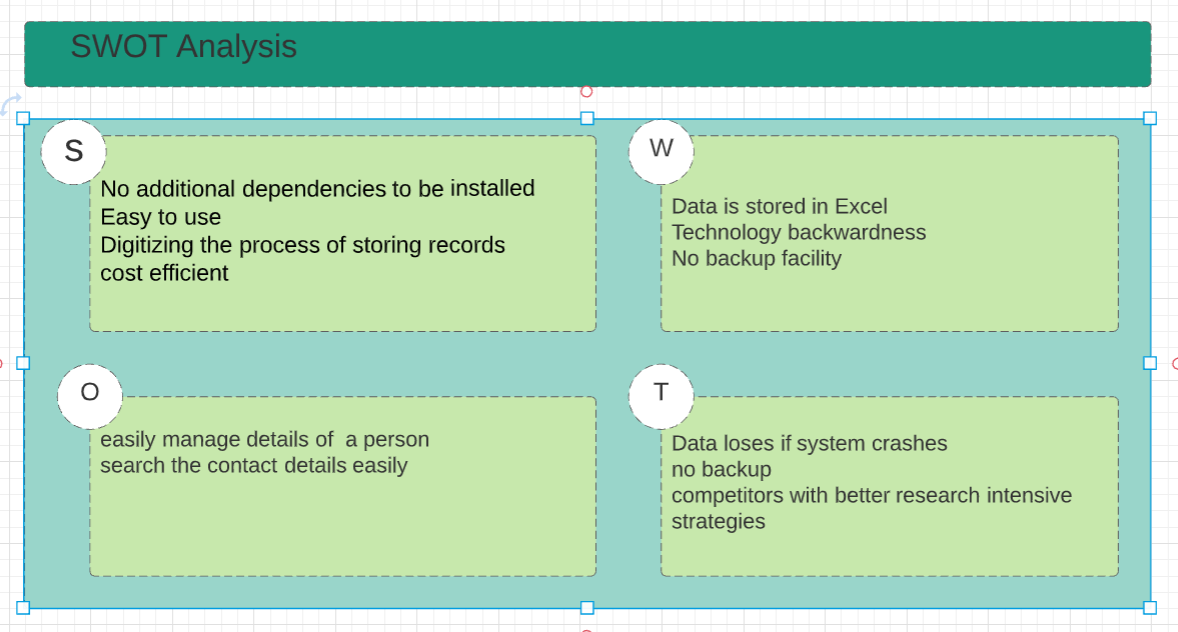 SWOT Analysis
S
No additional dependencies to be installed
Easy to use
Digitizing the process of storing records
cost efficient
W
Data is stored in Excel
Technology backwardness
No backup facility
O
easily manage details of  a person
search the contact details easily
T
Data loses if system crashes
no backup
competitors with better research intensive
strategies